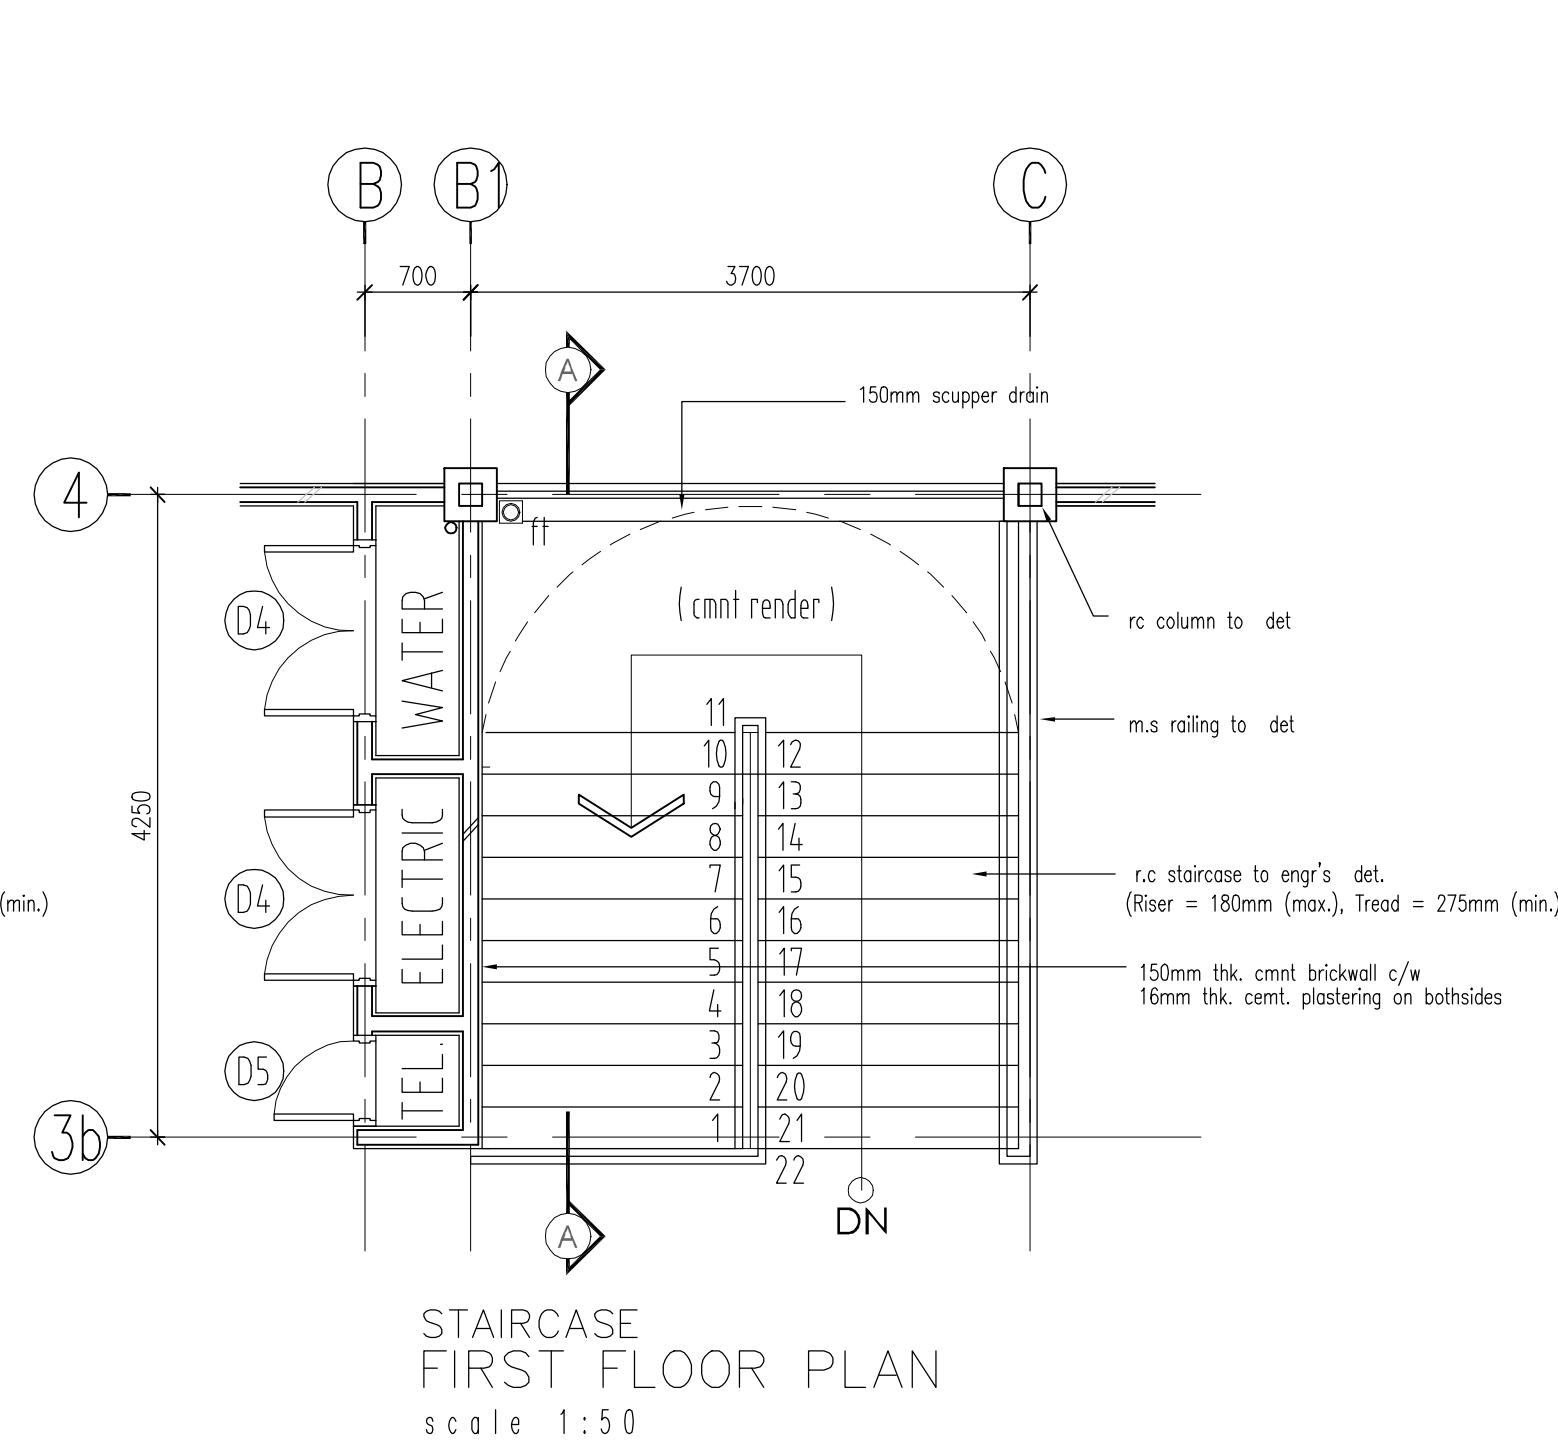 B B1 C
700 3700
A
150mm scupper drain
4
ft
D4
WATER
(cmnt render)
rc column to det
m.s railing to det
11
10 12
9 13
8 14
7 15
6 16
5 17
4 18
3 19
2 20
1 21
22
4250
D4
ELECTRIC
r.c staircase to engr's det.
(min.)
(Riser = 180mm (max.), Tread = 275mm (min.)
150mm thk. cmnt brickwall c/w
16mm thk. cemt. plastering on bothsides
D5
TEL.
3b
DN
A
STAIRCASE
FIRST FLOOR PLAN
scale 1:50